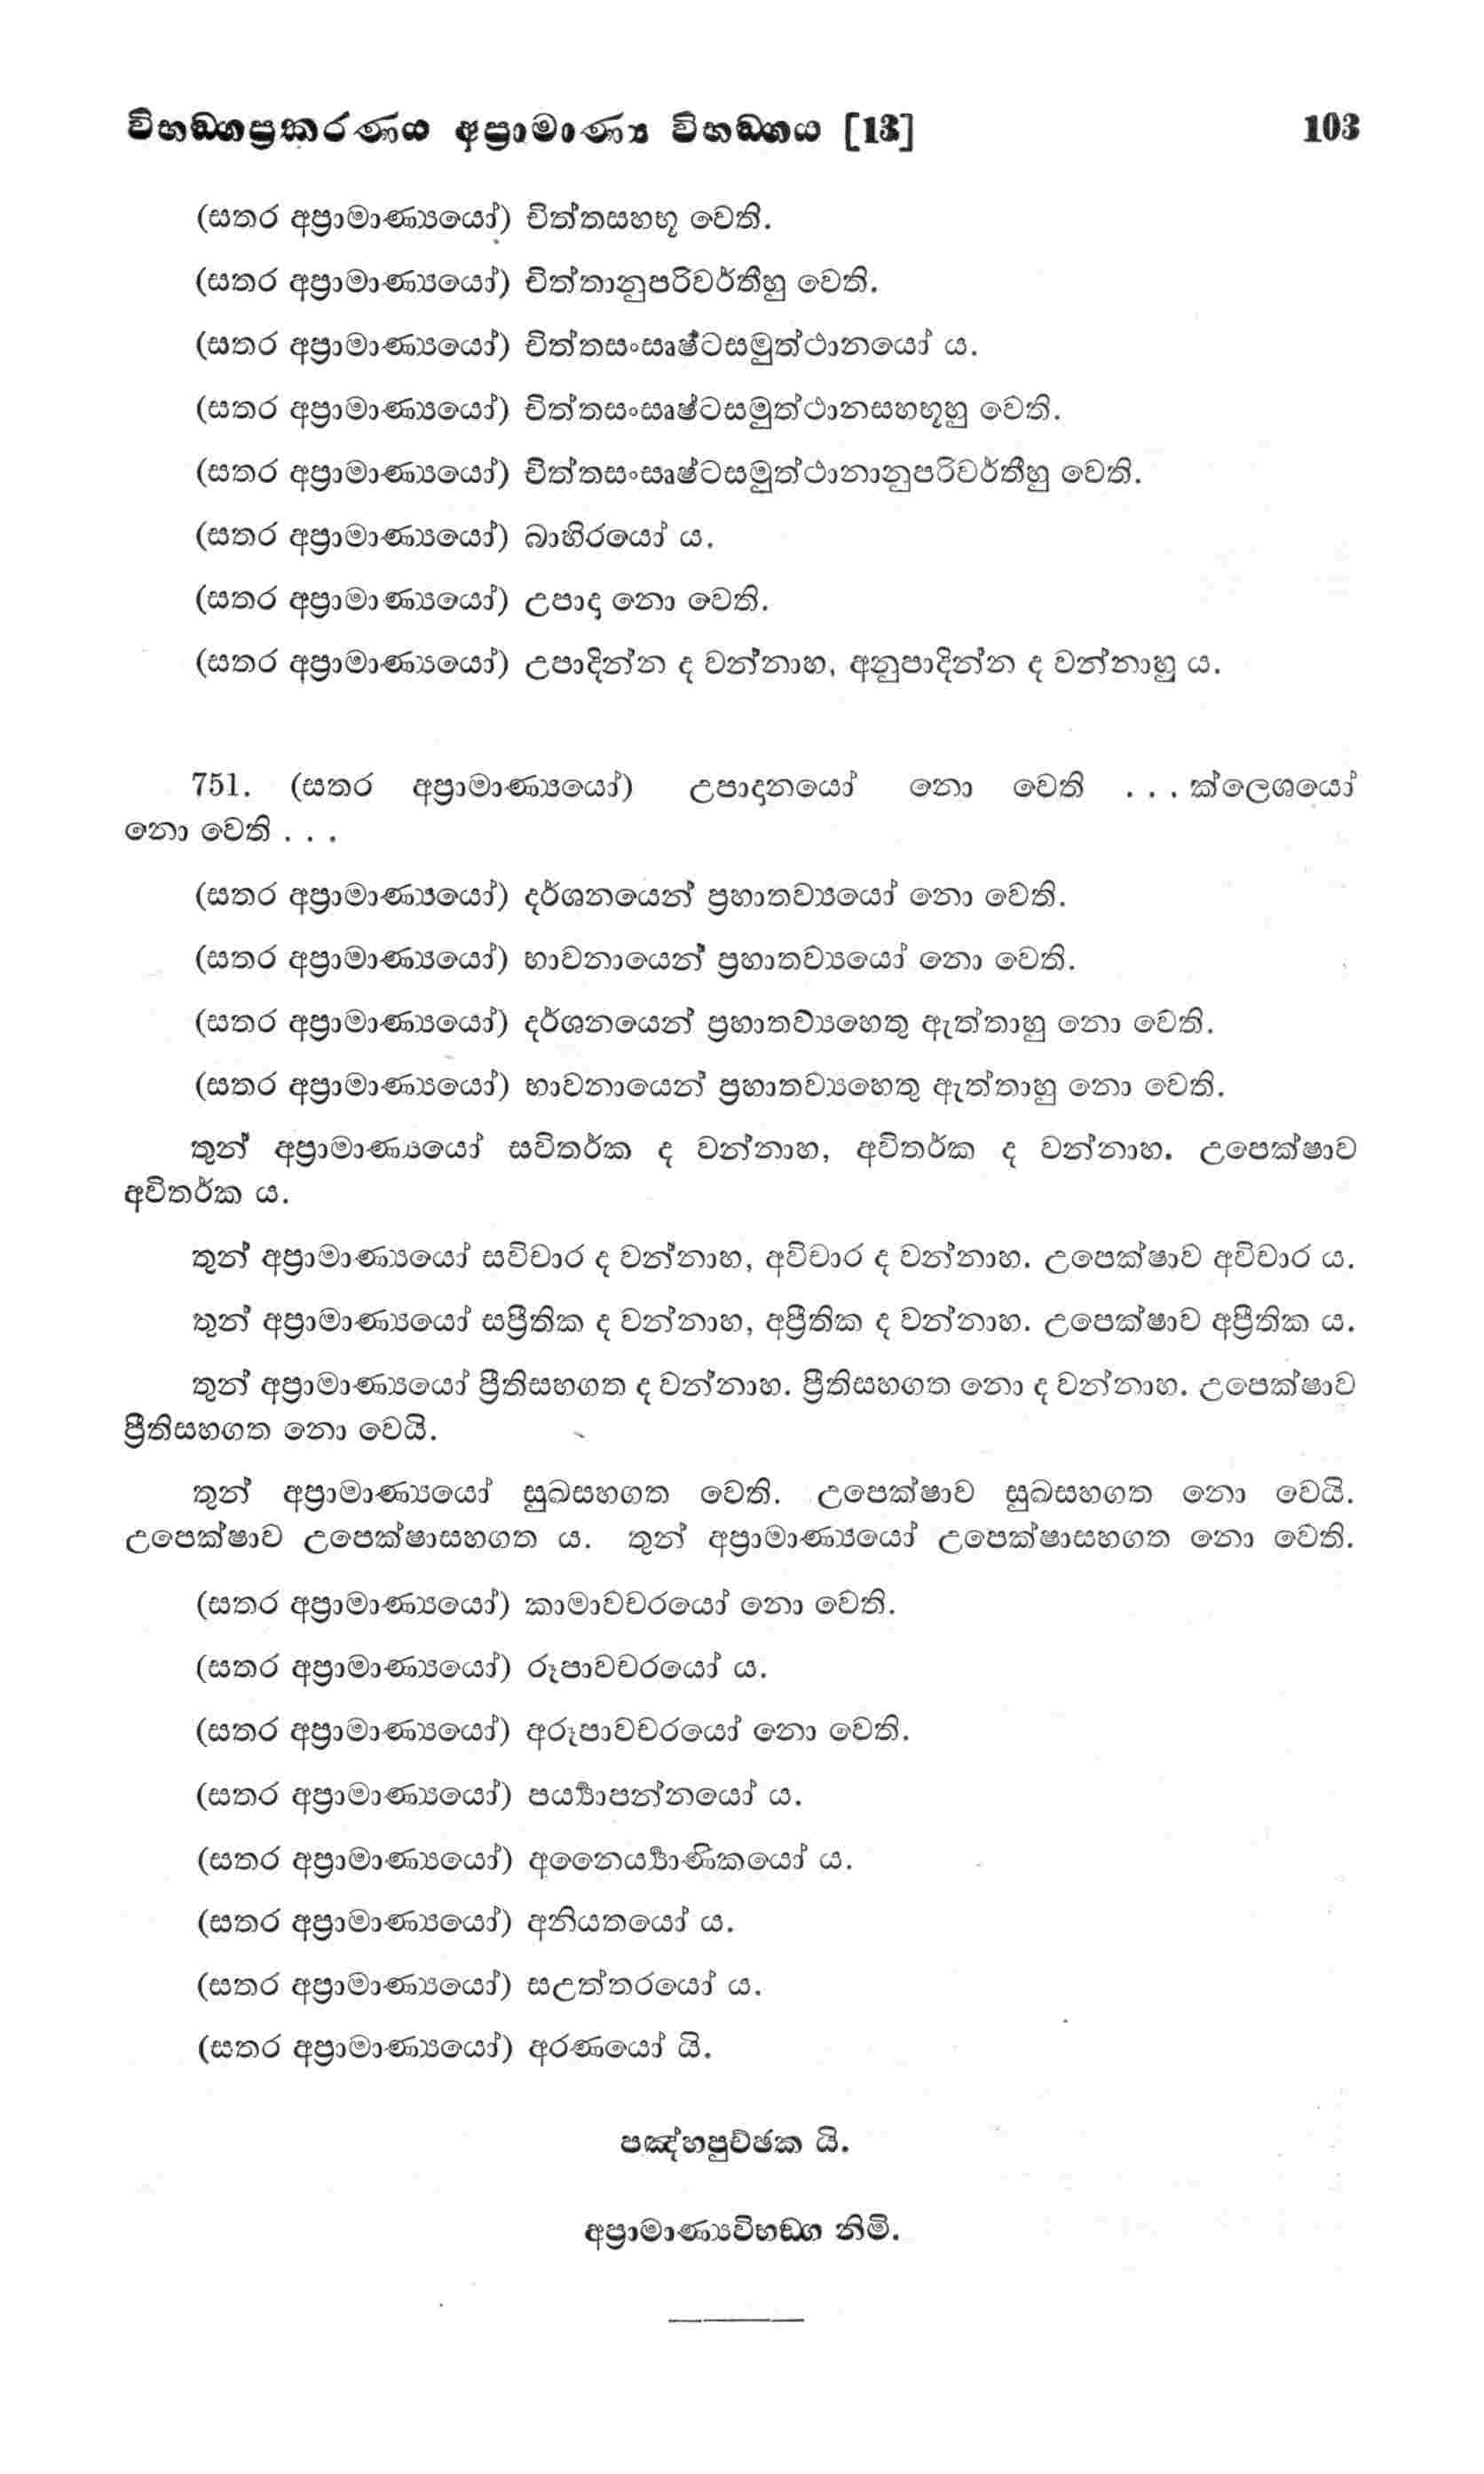 විභඞ්ගප්‍රකරණය අප්‍රාමාණ්‍ය විභඞ්ගය [13] 103
(සතර අප්‍රාමාණ්‍යයෝ) චිත්තසහභූ වෙති.
(සතර අප්‍රාමාණ්‍යයෝ) චිත්තානුපරිවර්තීහු වෙති.
(සතර අප්‍රාමාණ්‍යයෝ) චිත්තසංසෘෂ්ටසමුත්ථානයෝ ය.
(සතර අප්‍රාමාණ්‍යයෝ) චිත්තසංසෘෂ්ටසමුත්ථානසහභූහු වෙති.
(සතර අප්‍රාමාණ්‍යයෝ) චිත්තසංසෘෂ්ටසමුත්ථානානුපරිවර්තීහු වෙති.
(සතර අප්‍රාමාණ්‍යයෝ) බාහිරයෝ ය.
(සතර අප්‍රාමාණ්‍යයෝ) උපාදා නො වෙති.
(සතර අප්‍රාමාණ්‍යයෝ) උපාදින්න ද වන්නාහ, අනුපාදින්න ද වන්නාහු ය.
751. (සතර අප්‍රාමාණ්‍යයෝ) උපාදානයෝ නො වෙති . . . ක්ලෙශයෝ
නො වෙති . . .
(සතර අප්‍රාමාණ්‍යයෝ) දර්ශනයෙන් ප්‍රහාතව්‍යයෝ නො වෙති.
(සතර අප්‍රාමාණ්‍යයෝ) භාවනායෙන් ප්‍රහාතව්‍යයෝ නො වෙති.
(සතර අප්‍රාමාණ්‍යයෝ) දර්ශනයෙන් ප්‍රහාතව්‍යහෙතු ඇත්තාහු නො වෙති.
(සතර අප්‍රාමාණ්‍යයෝ) භාවනායෙන් ප්‍රහාතව්‍යහෙතු ඇත්තාහු නො වෙති.
තුන් අප්‍රාමාණ්‍යයෝ සවිතර්ක ද වන්නාහ, අවිතර්ක ද වන්නාහ. උපෙක්ෂාව
අවිතර්ක ය.
තුන් අප්‍රාමාණ්‍යයෝ සවිචාර ද වන්නාහ, අවිචාර ද වන්නාහ. උපෙක්ෂාව අවිචාර ය.
තුන් අප්‍රාමාණ්‍යයෝ සප්‍රීතික ද වන්නාහ, අප්‍රීතික ද වන්නාහ. උපෙක්ෂාව අප්‍රීතික ය.
තුන් අප්‍රාමාණ්‍යයෝ ප්‍රීතිසහගත ද වන්නාහ. ප්‍රීතිසහගත නො ද වන්නාහ. උපෙක්ෂාව
ප්‍රීතිසහගත නො වෙයි.
තුන් අප්‍රාමාණ්‍යයෝ සුඛසහගත වෙති. උපෙක්ෂාව සුඛසහගත නො වෙයි.
උපෙක්ෂාව උපෙක්ෂාසහගත ය. තුන් අප්‍රාමාණ්‍යයෝ උපෙක්ෂාසහගත නො වෙති.
(සතර අප්‍රාමාණ්‍යයෝ) කාමාවචරයෝ නො වෙති.
(සතර අප්‍රාමාණ්‍යයෝ) රූපාවචරයෝ ය.
(සතර අප්‍රාමාණ්‍යයෝ) අරූපාවචරයෝ නො වෙති.
(සතර අප්‍රාමාණ්‍යයෝ) පර්‍ය්‍යාපන්නයෝ ය.
(සතර අප්‍රාමාණ්‍යයෝ) අනෛර්‍ය්‍යාණිකයෝ ය.
(සතර අප්‍රාමාණ්‍යයෝ) අනියතයෝ ය.
(සතර අප්‍රාමාණ්‍යයෝ) සඋත්තරයෝ ය.
(සතර අප්‍රාමාණ්‍යයෝ) අරණයෝ යි.
පඤ්හපුච්ඡක යි.
අප්‍රාමාණ්‍යවිභඞ්ග නිමි.